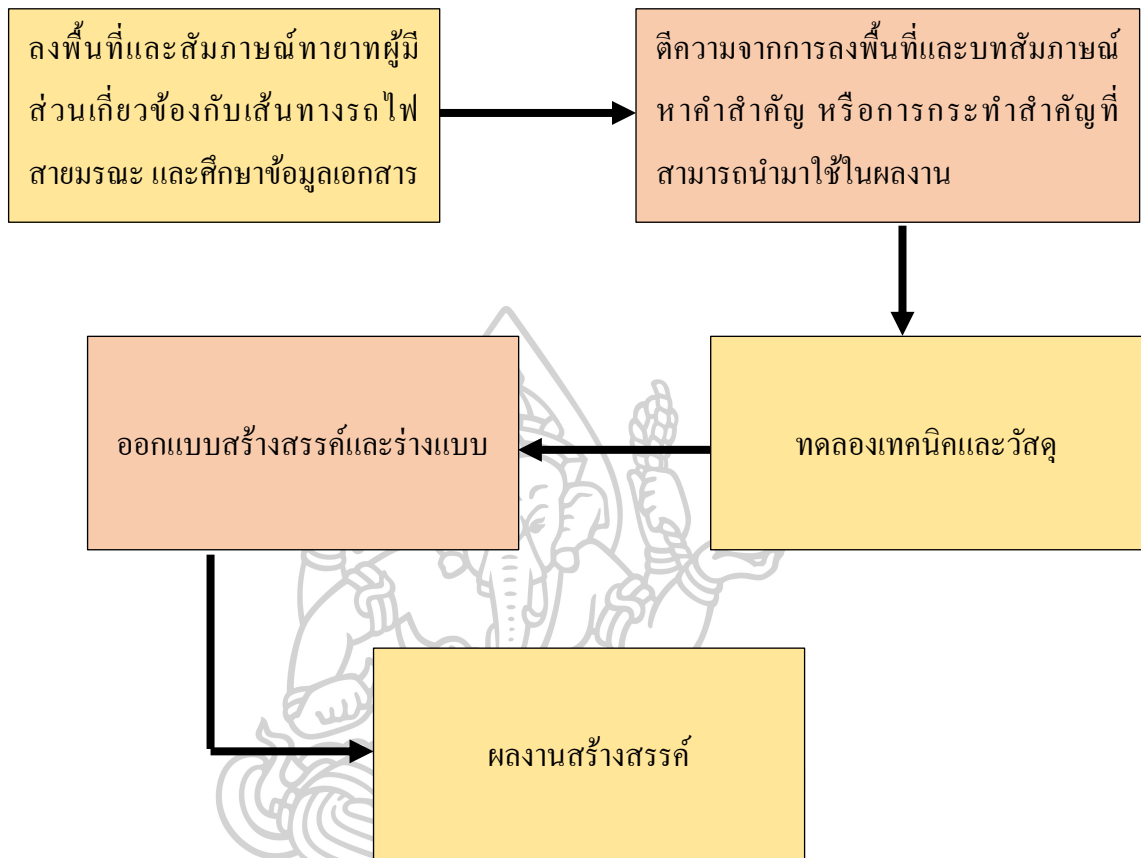 ลงพื้นที่และสัมภาษณ์ทายาทผู้มี
ส่วนเกี่ยวข้องกับเส้นทางรถไฟ
สายมรณะ และศึกษาข้อมูลเอกสาร
ตีความจากการลงพื้นที่และบทสัมภาษณ์
หาคำสำคัญ หรือการกระทำสำคัญที่
สามารถนำมาใช้ในผลงาน
ทดลองเทคนิคและวัสดุ
ออกแบบสร้างสรรค์และร่างแบบ
ผลงานสร้างสรรค์